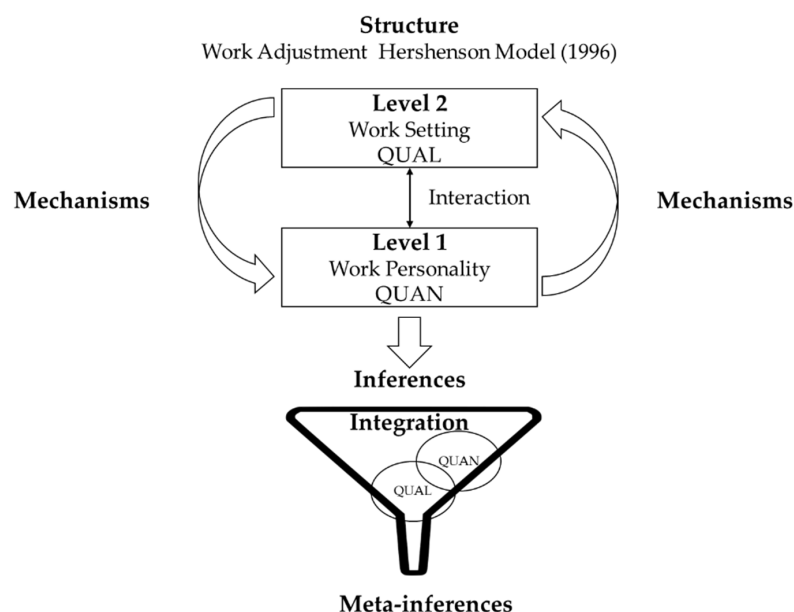 Structure
Work Adjustment Hershenson Model (1996)
Level 2
Work Setting
QUAL
Mechanisms
Interaction
Mechanisms
Level 1
Work Personality
QUAN
Inferences
Integration
QUAN
QUAL
Meta-inferences